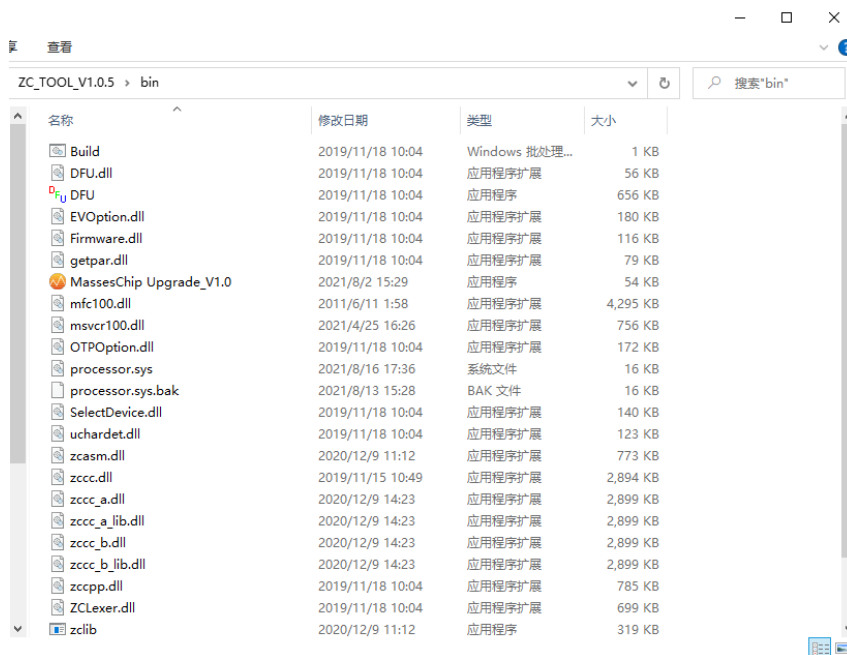 查看
ZC_TOOL_V1.0.5 › bin
搜索"bin"
名称 修改日期 类型 大小
Build 2019/11/18 10:04 Windows 批处理... 1 KB
DFU.dll 2019/11/18 10:04 应用程序扩展 56 KB
DFU DFU 2019/11/18 10:04 应用程序 656 KB
EVOption.dll 2019/11/18 10:04 应用程序扩展 180 KB
Firmware.dll 2019/11/18 10:04 应用程序扩展 116 KB
getpar.dll 2019/11/18 10:04 应用程序扩展 79 KB
MassesChip Upgrade_V1.0 2021/8/2 15:29 应用程序 54 KB
mfc100.dll 2011/6/11 1:58 应用程序扩展 4,295 KB
msvcr100.dll 2021/4/25 16:26 应用程序扩展 756 KB
OTPOption.dll 2019/11/18 10:04 应用程序扩展 172 KB
processor.sys 2021/8/16 17:36 系统文件 16 KB
processor.sys.bak 2021/8/13 15:28 BAK 文件 16 KB
SelectDevice.dll 2019/11/18 10:04 应用程序扩展 140 KB
uchardet.dll 2019/11/18 10:04 应用程序扩展 123 KB
zcasm.dll 2020/12/9 11:12 应用程序扩展 773 KB
zccc.dll 2019/11/15 10:49 应用程序扩展 2,894 KB
zccc_a.dll 2020/12/9 14:23 应用程序扩展 2,899 KB
zccc_a_lib.dll 2020/12/9 14:23 应用程序扩展 2,899 KB
zccc_b.dll 2020/12/9 14:23 应用程序扩展 2,899 KB
zccc_b_lib.dll 2020/12/9 14:23 应用程序扩展 2,899 KB
zccpp.dll 2019/11/18 10:04 应用程序扩展 785 KB
ZCLexer.dll 2019/11/18 10:04 应用程序扩展 699 KB
zclib 2020/12/9 11:12 应用程序 319 KB